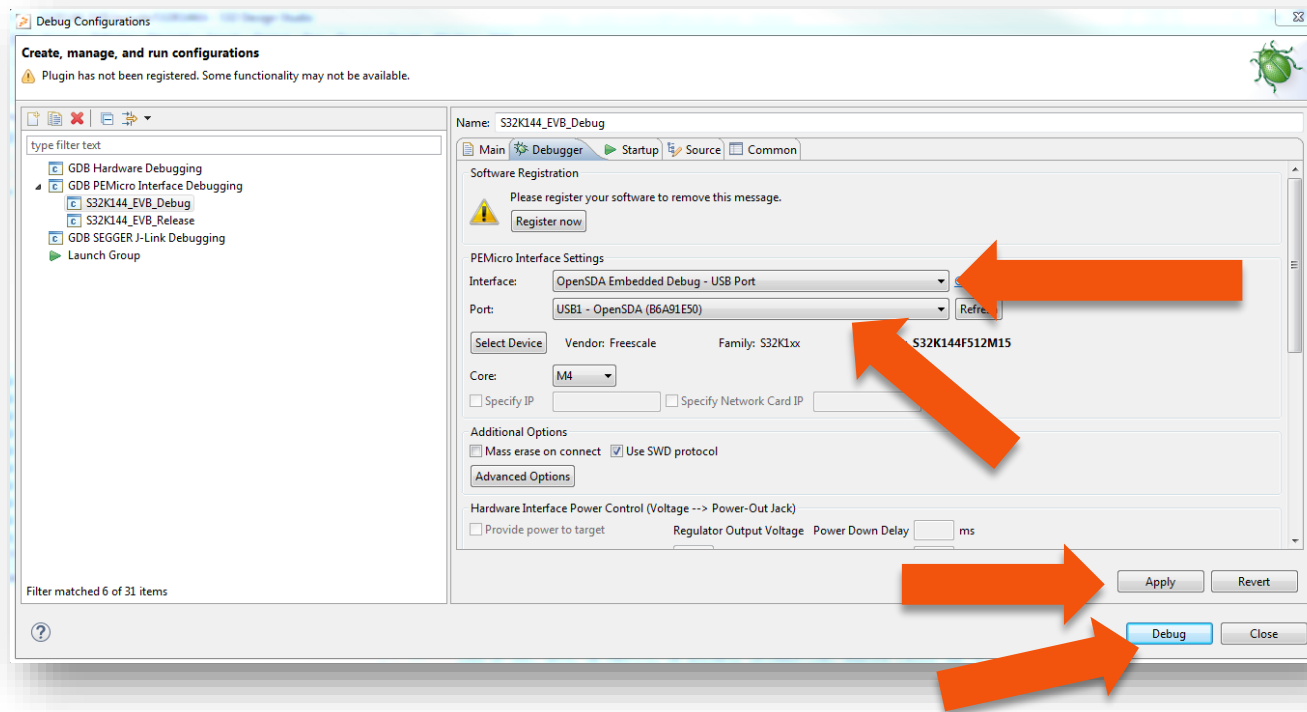 Debug Configurations
Create, manage, and run configurations
Plugin has not been registered. Some functionality may not be available.
type filter text
GDB Hardware Debugging
GDB PEMicro Interface Debugging
S32K144_EVB_Debug
S32K144_EVB_Release
GDB SEGGER J-Link Debugging
Launch Group
Filter matched 6 of 31 items
Name: S32K144_EVB_Debug
Main Debugger Startup Source Common
Software Registration
Please register your software to remove this message.
Register now
PEMicro Interface Settings
Interface: OpenSDA Embedded Debug - USB Port
Port: USB1 - OpenSDA (B6A91E50)
Select Device Vendor: Freescale Family: S32K1xx S32K144F512M15
Core: M4
Specify IP Specify Network Card IP
Additional Options
Mass erase on connect Use SWD protocol
Advanced Options
Hardware Interface Power Control (Voltage --> Power-Out Jack)
Provide power to target Regulator Output Voltage Power Down Delay ms
Apply Revert
Debug Close